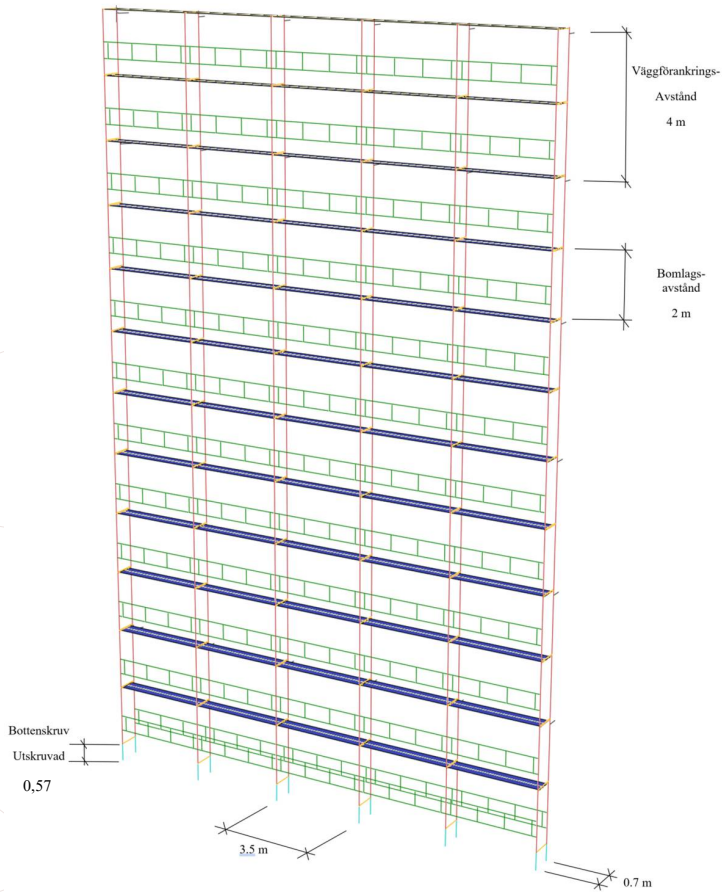 Väggförankrings-
Avstånd
4 m
Bomlags-
avstånd
2 m
Bottenskruv
Utskruvad
0,57
3.5 m
0.7 m